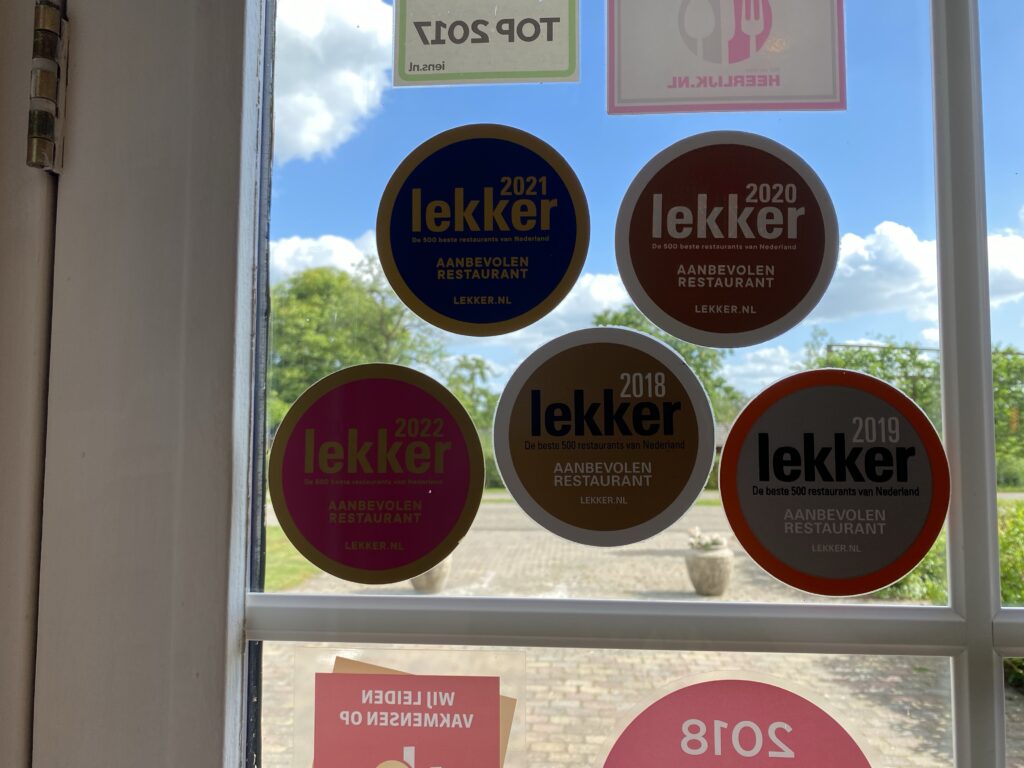 TOP 2017
iens.nl
HEERLIJK.NL
2021
lekker
De 500 beste restaurants van Nederland
AANBEVOLEN
RESTAURANT
LEKKER.NL
2020
lekker
De 500 beste restaurants van Nederland
AANBEVOLEN
RESTAURANT
LEKKER.NL
2022
lekker
De 500 beste restaurants van Nederland
AANBEVOLEN
RESTAURANT
LEKKER.NL
2018
lekker
De beste 500 restaurants van Nederland
AANBEVOLEN
RESTAURANT
LEKKER.NL
2019
lekker
De beste 500 restaurants van Nederland
AANBEVOLEN
RESTAURANT
LEKKER.NL
WIJ LEIDEN
VAKMENSEN OP
2018